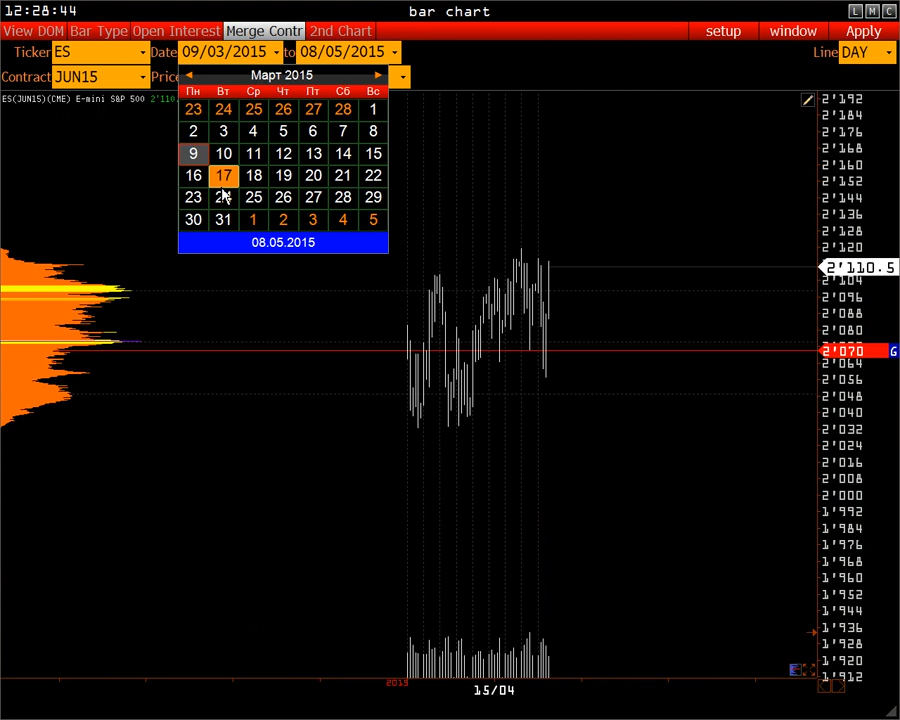 12:28:44 bar chart L M C
View DOM Bar Type Open Interest Merge Contr 2nd Chart setup window Apply
Ticker ES Date 09/03/2015 to 08/05/2015 Line DAY
Contract JUN15 Price
Март 2015
Пн Вт Ср Чт Пт Сб Вс
23 24 25 26 27 28 1
2 3 4 5 6 7 8
9 10 11 12 13 14 15
16 17 18 19 20 21 22
23 24 25 26 27 28 29
30 31 1 2 3 4 5
08.05.2015
ES(JUN15)(CME) E-mini S&P 500 2'110.
2'192
2'184
2'176
2'168
2'160
2'152
2'144
2'136
2'128
2'120
2'110.5
2'104
2'096
2'088
2'080
2'070 G
2'064
2'056
2'048
2'040
2'032
2'024
2'016
2'008
2'000
1'992
1'984
1'976
1'968
1'960
1'952
1'944
1'936
1'928
1'920
1'912
2015
15/04